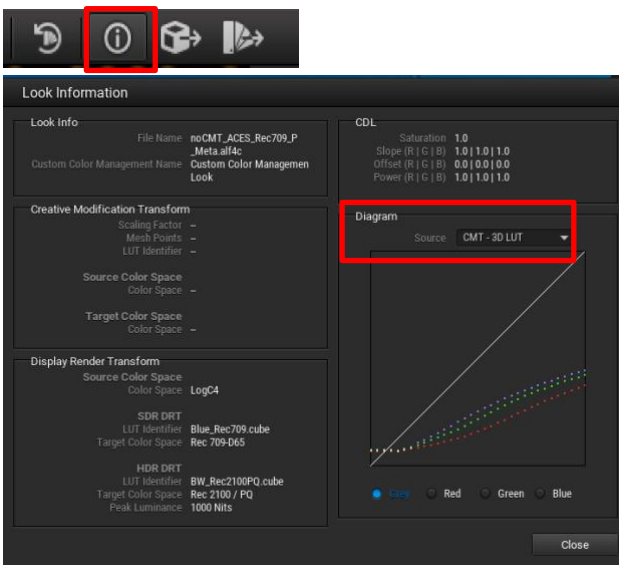 Look Information
Look Info
File Name noCMT_ACES_Rec709_P
_Meta.alf4c
Custom Color Management Name Custom Color Managemen
Look
Creative Modification Transform
Scaling Factor –
Mesh Points –
LUT Identifier –
Source Color Space
Color Space –
Target Color Space
Color Space –
Display Render Transform
Source Color Space
Color Space LogC4
SDR DRT
LUT Identifier Blue_Rec709.cube
Target Color Space Rec 709-D65
HDR DRT
LUT Identifier BW_Rec2100PQ.cube
Target Color Space Rec 2100 / PQ
Peak Luminance 1000 Nits
CDL
Saturation 1.0
Slope (R | G | B) 1.0 | 1.0 | 1.0
Offset (R | G | B) 0.0 | 0.0 | 0.0
Power (R | G | B) 1.0 | 1.0 | 1.0
Diagram
Source CMT - 3D LUT
Grey Red Green Blue
Close